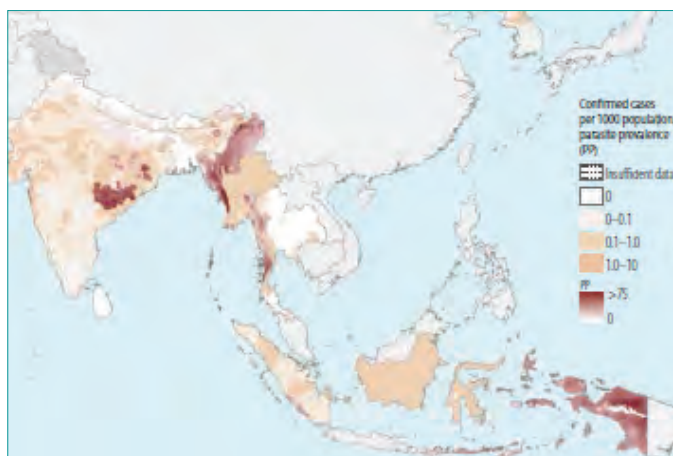 Confirmed cases
per 1000 population/
parasite prevalence
(PP)
Insufficient data
0
0–0.1
0.1–1.0
1.0–10
PP
>75
0